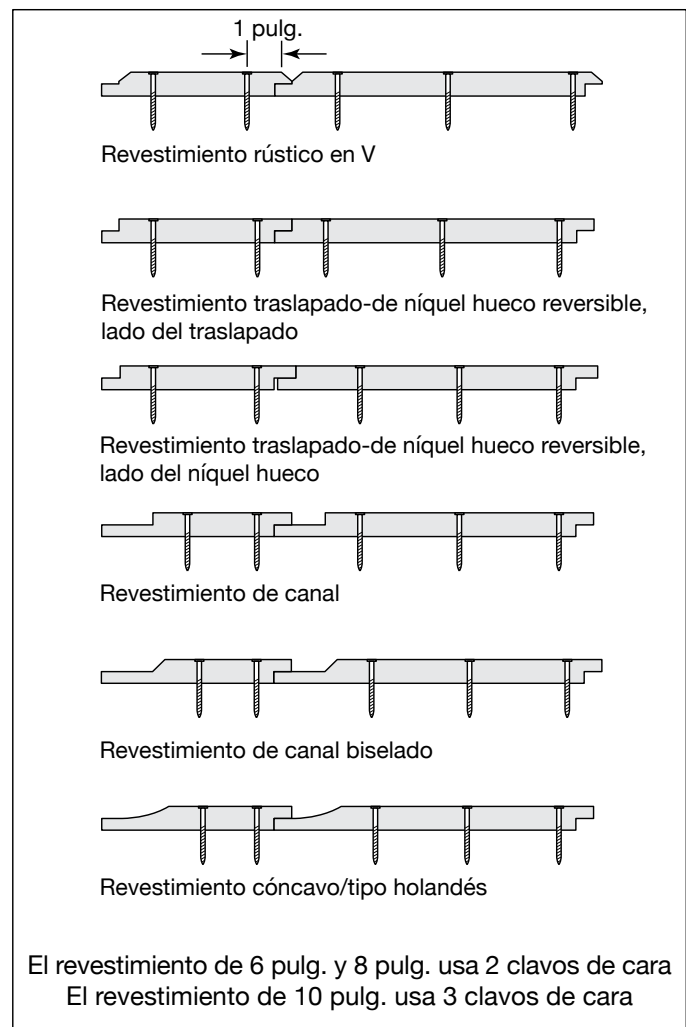 1 pulg.
Revestimiento rústico en V
Revestimiento traslapado-de níquel hueco reversible,
lado del traslapado
Revestimiento traslapado-de níquel hueco reversible,
lado del níquel hueco
Revestimiento de canal
Revestimiento de canal biselado
Revestimiento cóncavo/tipo holandés
El revestimiento de 6 pulg. y 8 pulg. usa 2 clavos de cara
El revestimiento de 10 pulg. usa 3 clavos de cara